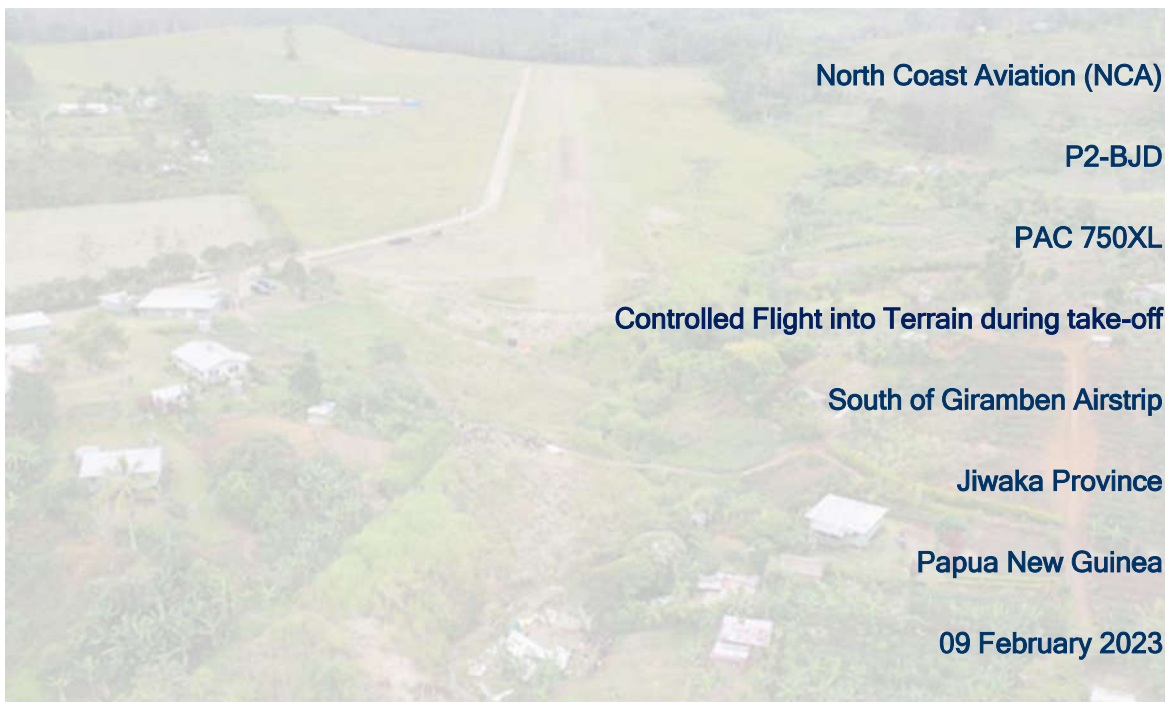 North Coast Aviation (NCA)
P2-BJD
PAC 750XL
Controlled Flight into Terrain during take-off
South of Giramben Airstrip
Jiwaka Province
Papua New Guinea
09 February 2023